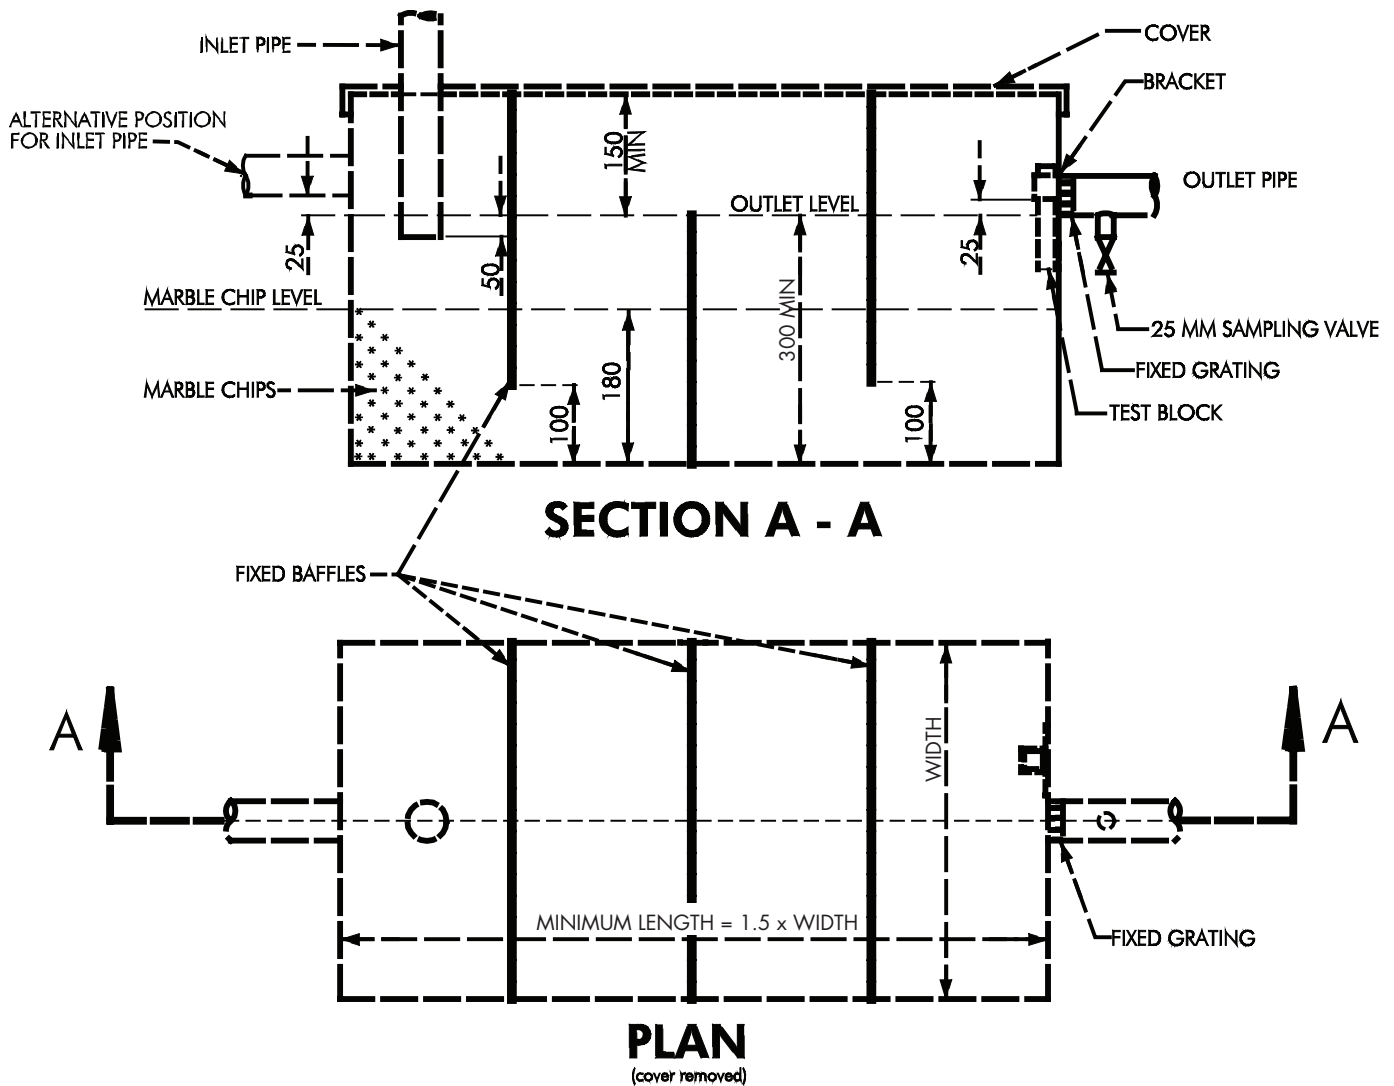 INLET PIPE
COVER
BRACKET
ALTERNATIVE POSITION
FOR INLET PIPE
150
MIN
OUTLET PIPE
OUTLET LEVEL
25
50
25
MARBLE CHIP LEVEL
300 MIN
25 MM SAMPLING VALVE
FIXED GRATING
MARBLE CHIPS
180
100
100
TEST BLOCK
SECTION A - A
FIXED BAFFLES
A
A
WIDTH
MINIMUM LENGTH = 1.5 x WIDTH
FIXED GRATING
PLAN
(cover removed)